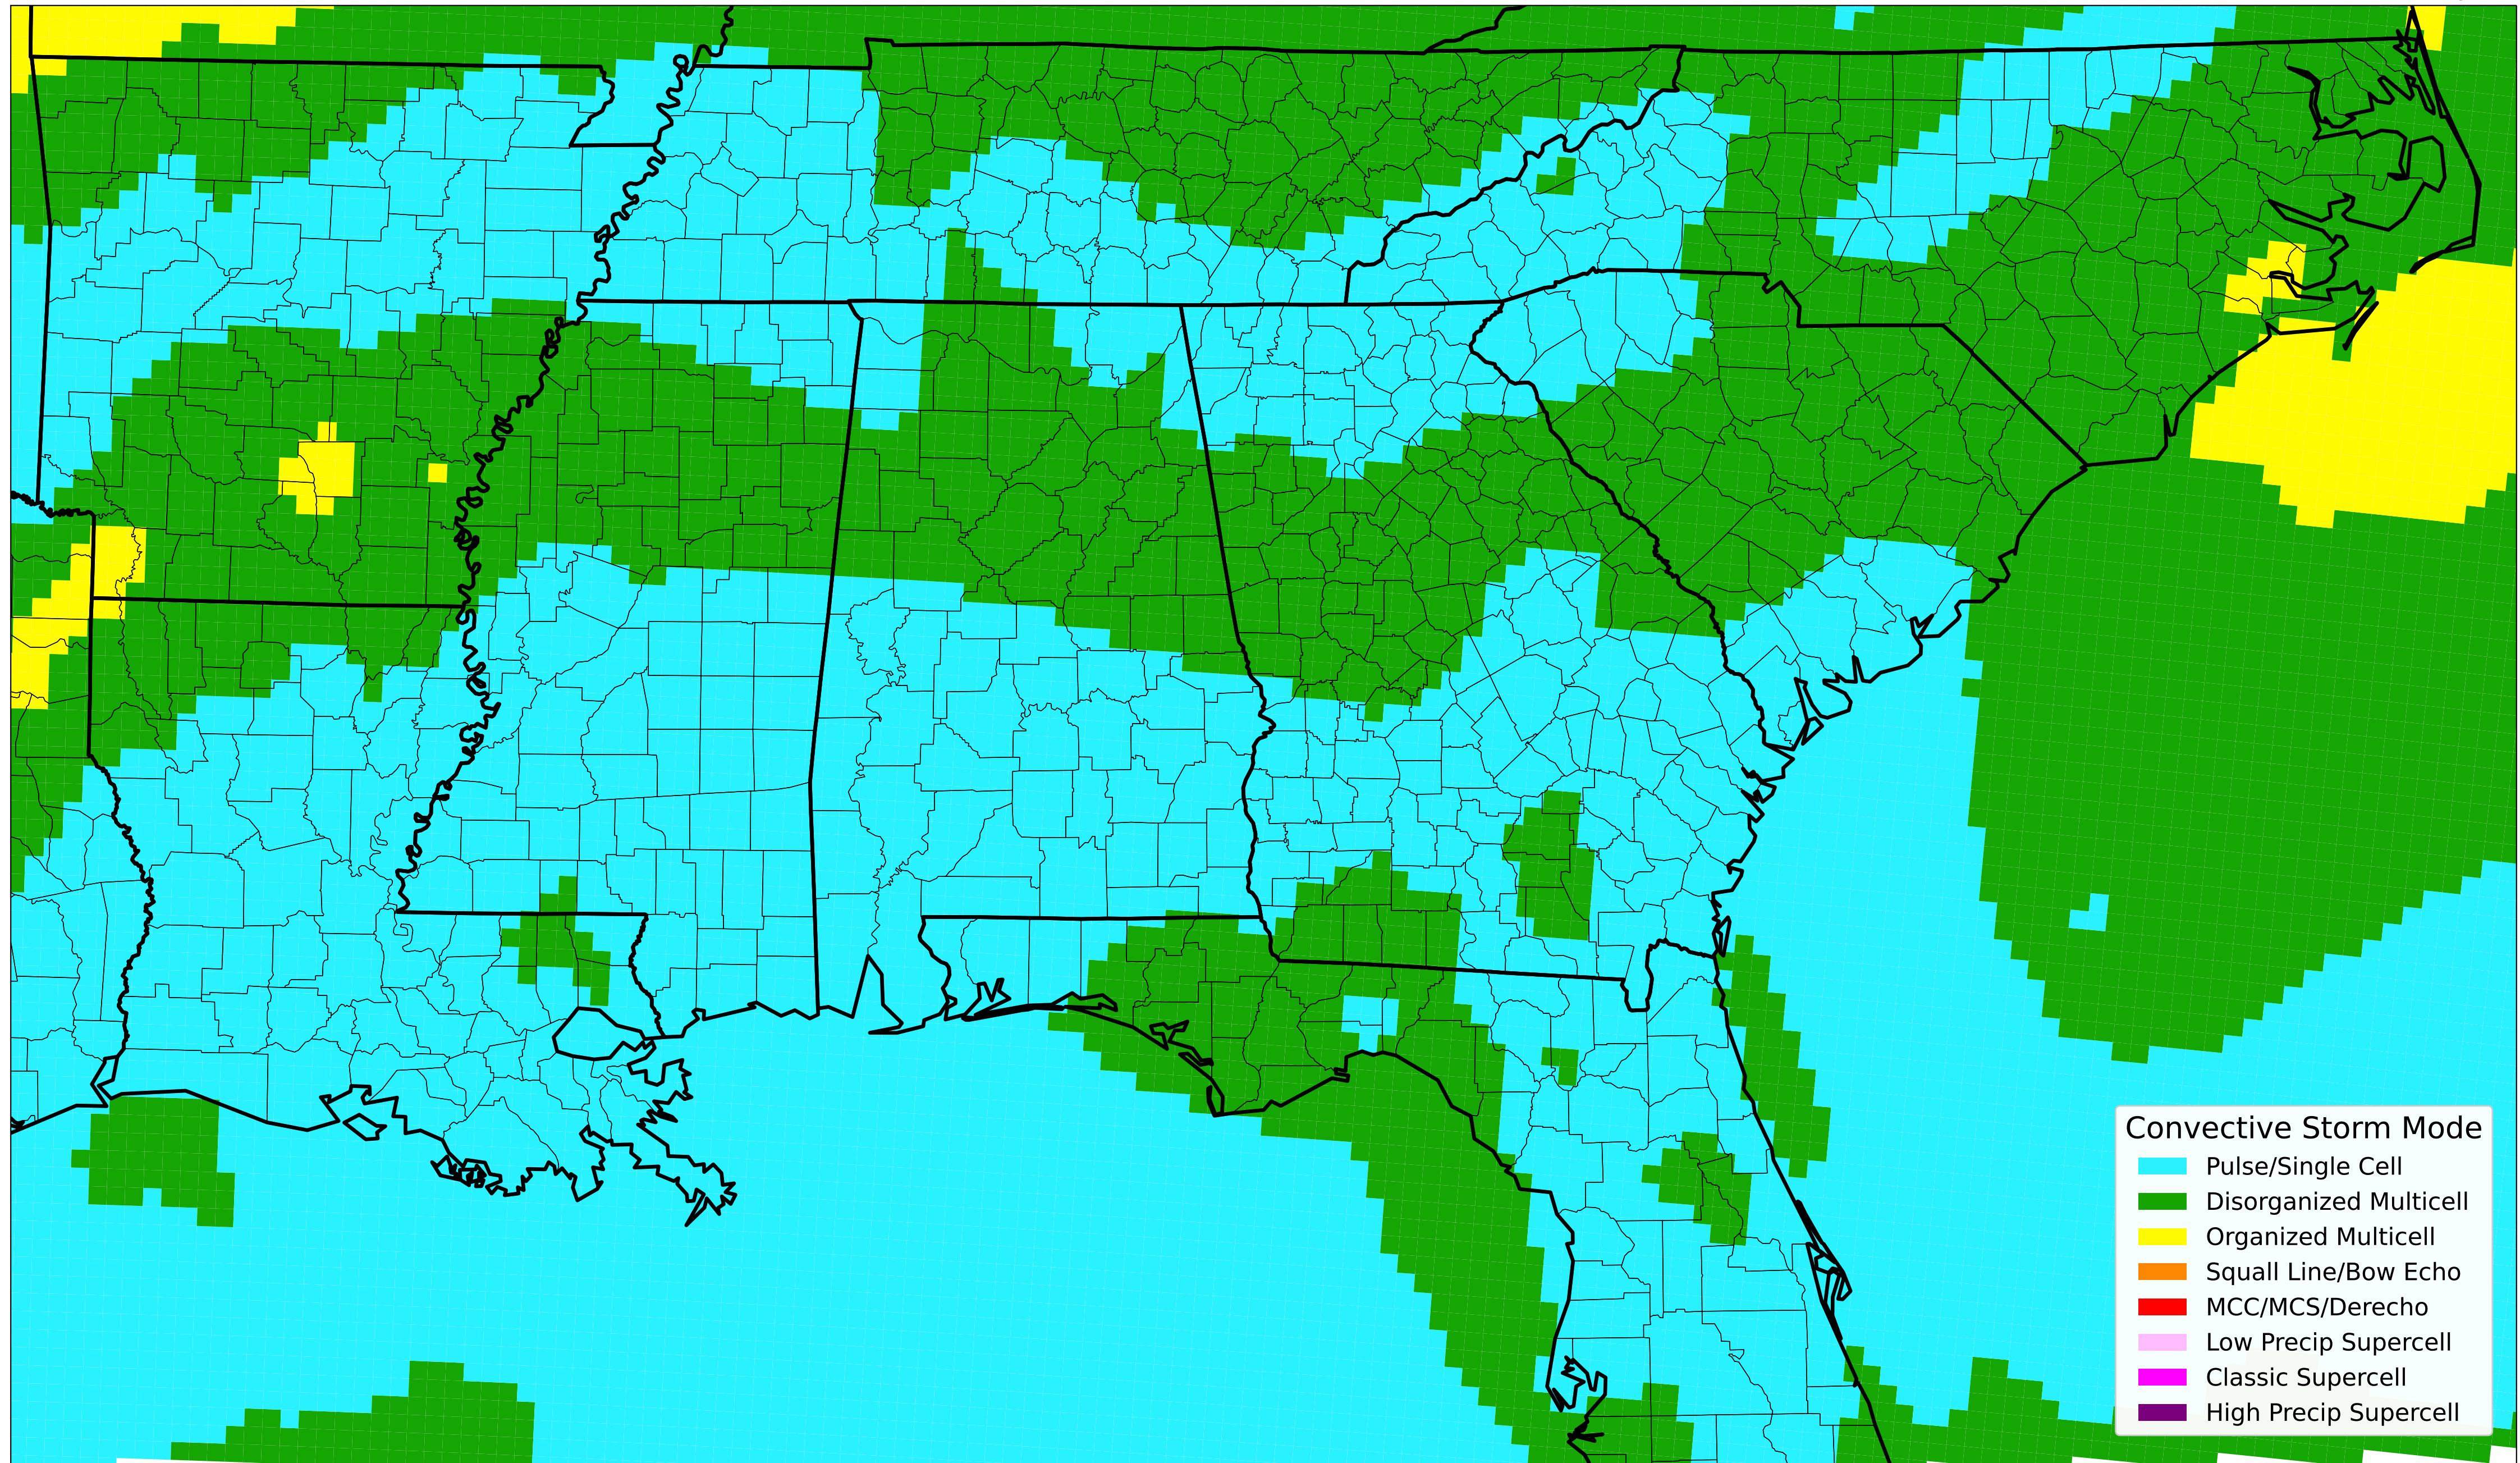 Convective Storm Mode
Pulse/Single Cell
Disorganized Multicell
Organized Multicell
Squall Line/Bow Echo
MCC/MCS/Derecho
Low Precip Supercell
Classic Supercell
High Precip Supercell